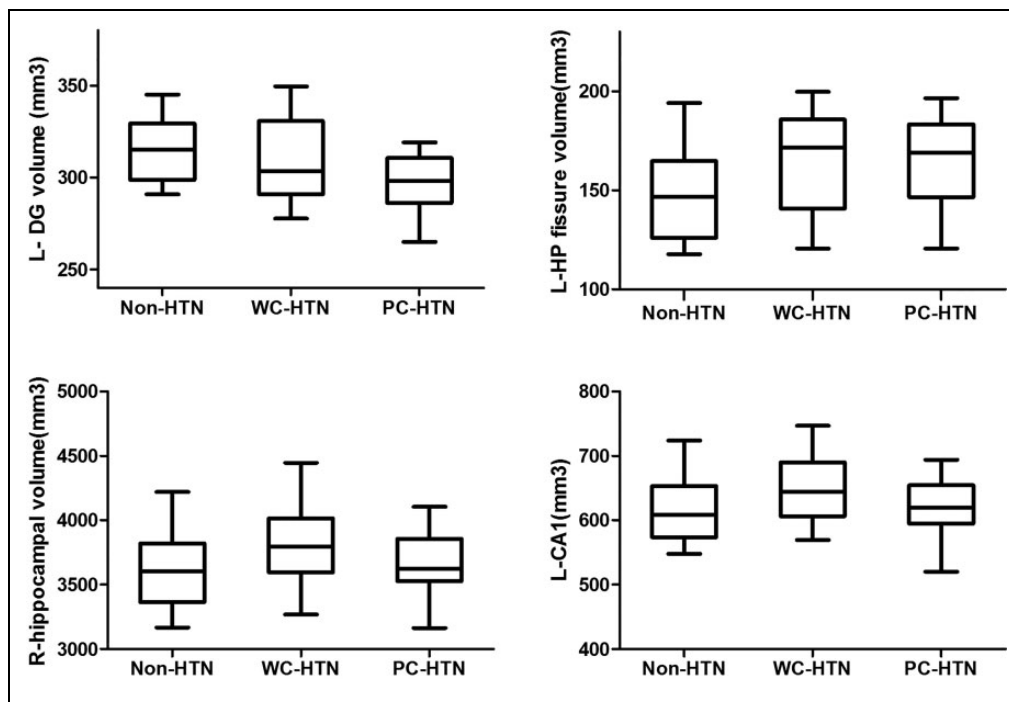 L- DG volume (mm3)
350
300
250
Non-HTN WC-HTN PC-HTN
L-HP fissure volume(mm3)
200
150
100
Non-HTN WC-HTN PC-HTN
R-hippocampal volume(mm3)
5000
4500
4000
3500
3000
Non-HTN WC-HTN PC-HTN
L-CA1(mm3)
800
700
600
500
400
Non-HTN WC-HTN PC-HTN